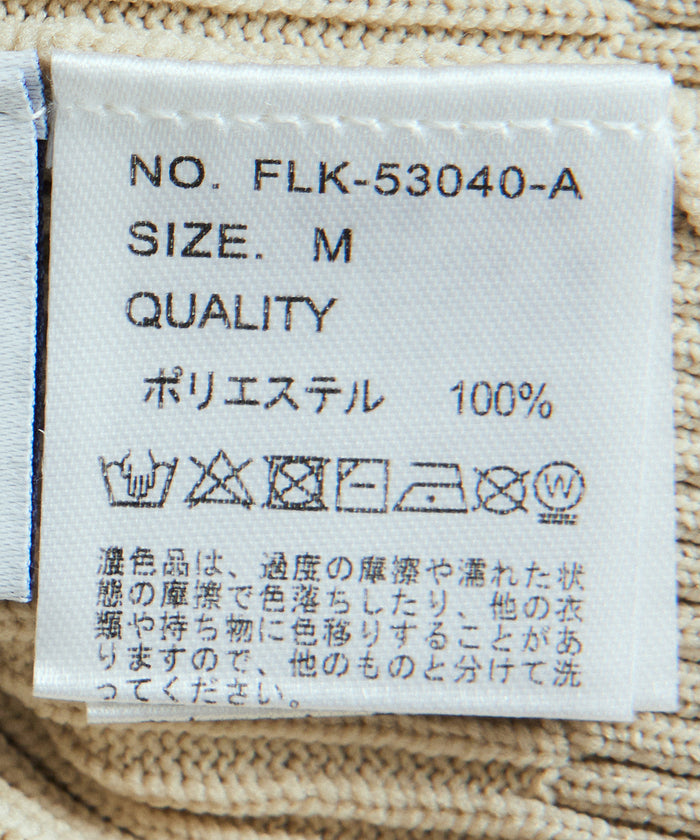 NO. FLK-53040-A
SIZE. M
QUALITY
ポリエステル 100%
W
濃色品は、過度の摩擦や濡れた状
態の摩擦で色落ちしたり、他の衣
類や持ち物に色移りすることがあ
りますので、他のものと分けて洗
ってください。